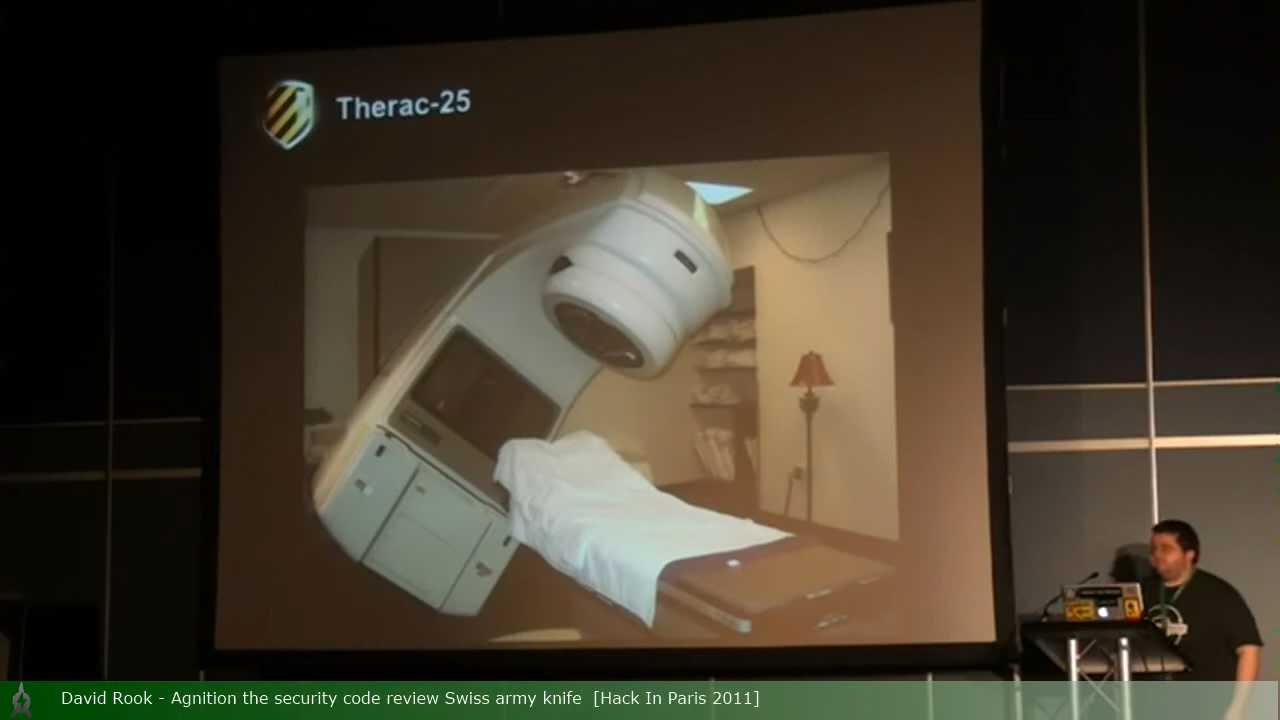 Therac-25
David Rook - Agnition the security code review Swiss army knife [Hack In Paris 2011]